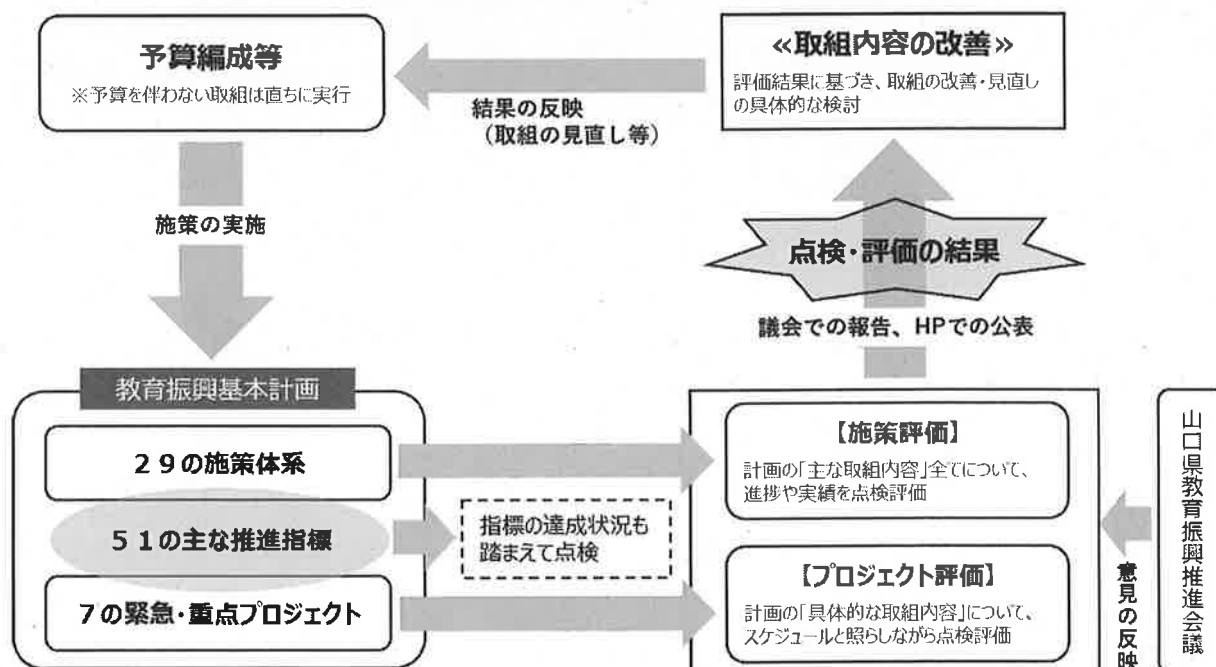 予算編成等
※予算を伴わない取組は直ちに実行
≪取組内容の改善≫
評価結果に基づき、取組の改善・見直し
の具体的な検討
結果の反映
（取組の見直し等）
施策の実施
点検・評価の結果
議会での報告、HPでの公表
教育振興基本計画
２９の施策体系
５１の主な推進指標
７の緊急・重点プロジェクト
指標の達成状況も
踏まえて点検
【施策評価】
計画の「主な取組内容」全てについて、
進捗や実績を点検評価
【プロジェクト評価】
計画の「具体的な取組内容」について、
スケジュールと照らしながら点検評価
意見の反映
山口県教育振興推進会議